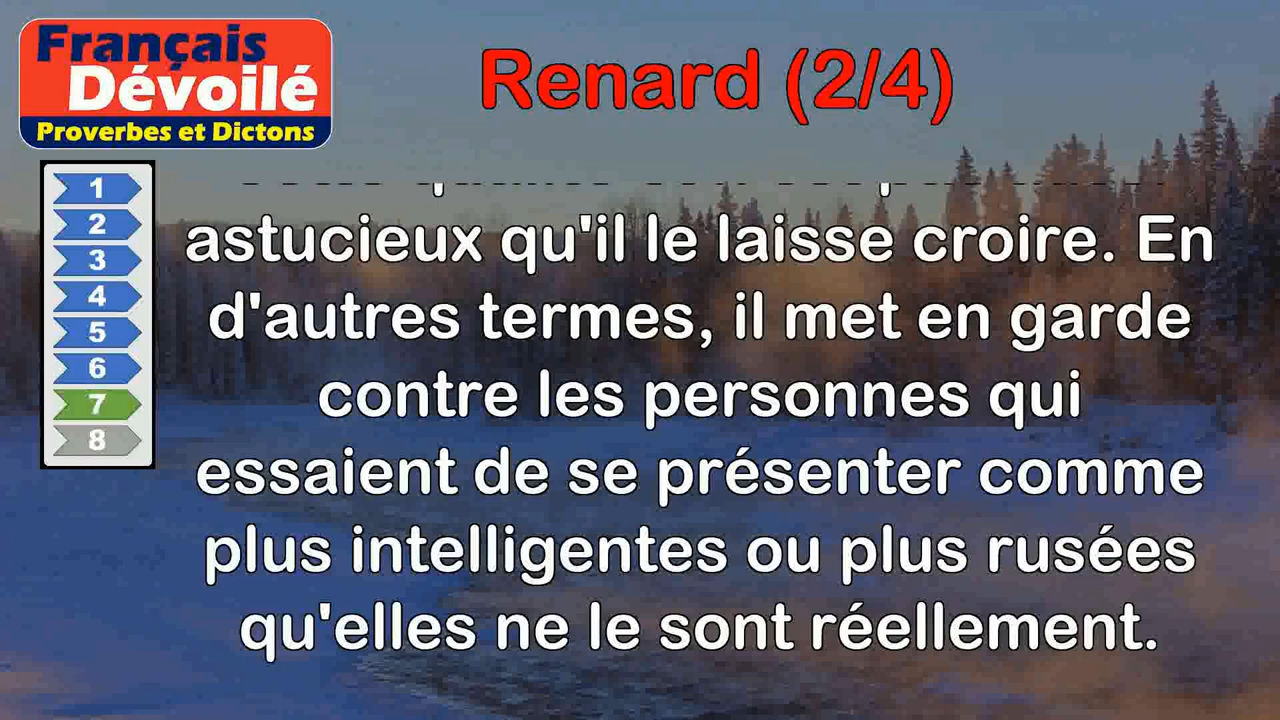 Français
Dévoilé
Proverbes et Dictons
Renard (2/4)
1
2
3
4
5
6
7
8
astucieux qu'il le laisse croire. En
d'autres termes, il met en garde
contre les personnes qui
essaient de se présenter comme
plus intelligentes ou plus rusées
qu'elles ne le sont réellement.